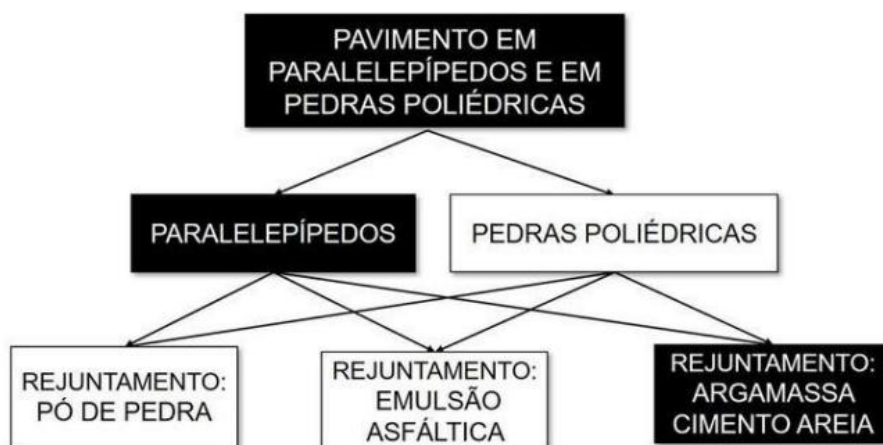 PAVIMENTO EM
PARALELEPÍPEDOS E EM
PEDRAS POLIÉDRICAS
PARALELEPÍPEDOS
PEDRAS POLIÉDRICAS
REJUNTAMENTO:
PÓ DE PEDRA
REJUNTAMENTO:
EMULSÃO
ASFÁLTICA
REJUNTAMENTO:
ARGAMASSA
CIMENTO AREIA